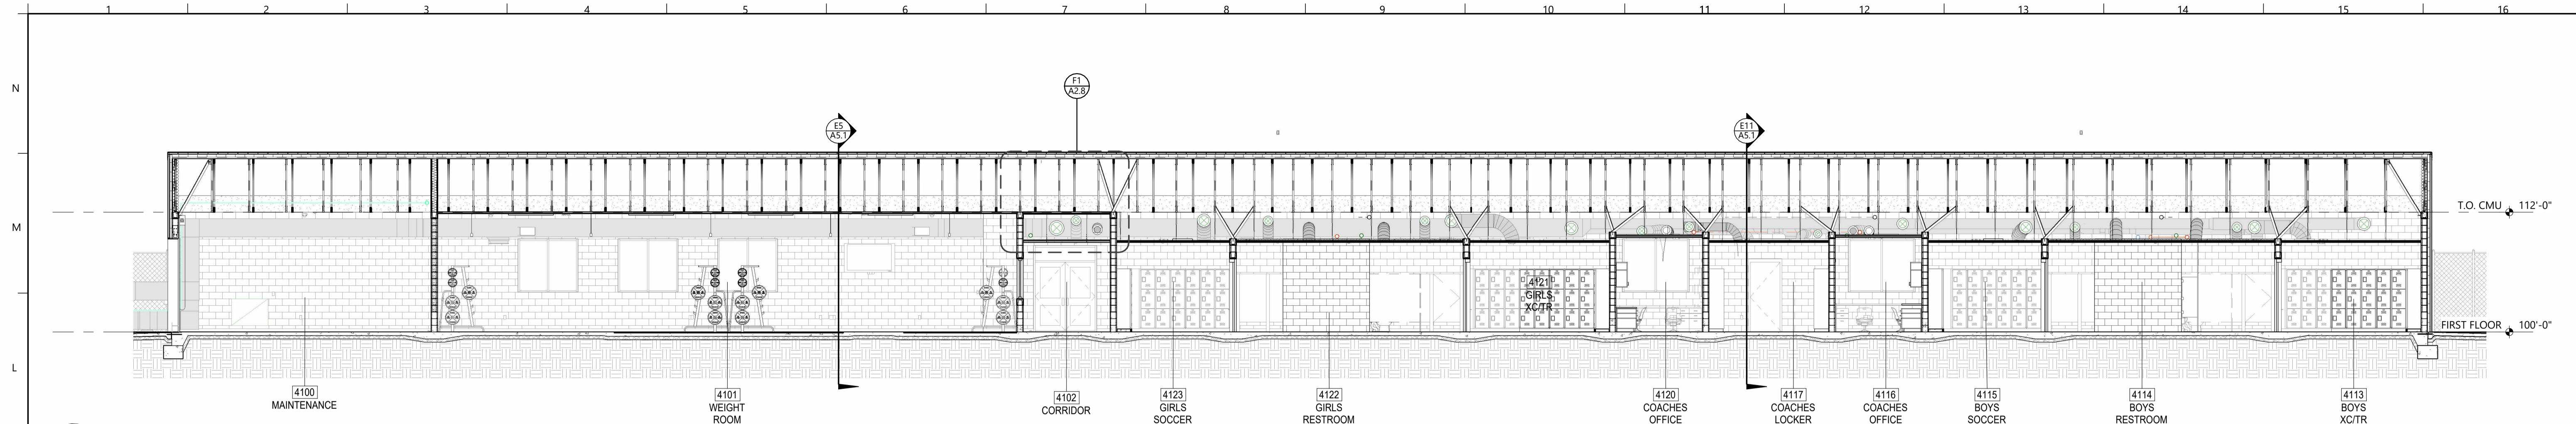 1 2 3 4 5 6 7 8 9 10 11 12 13 14 15 16
N
F1
A2.8
E5
A5.1
E11
A5.1
M
T.O. CMU 112'-0"
4121
GIRLS
XC/TR
FIRST FLOOR 100'-0"
L
4100
MAINTENANCE
4101
WEIGHT
ROOM
4102
CORRIDOR
4123
GIRLS
SOCCER
4122
GIRLS
RESTROOM
4120
COACHES
OFFICE
4117
COACHES
LOCKER
4116
COACHES
OFFICE
4115
BOYS
SOCCER
4114
BOYS
RESTROOM
4113
BOYS
XC/TR